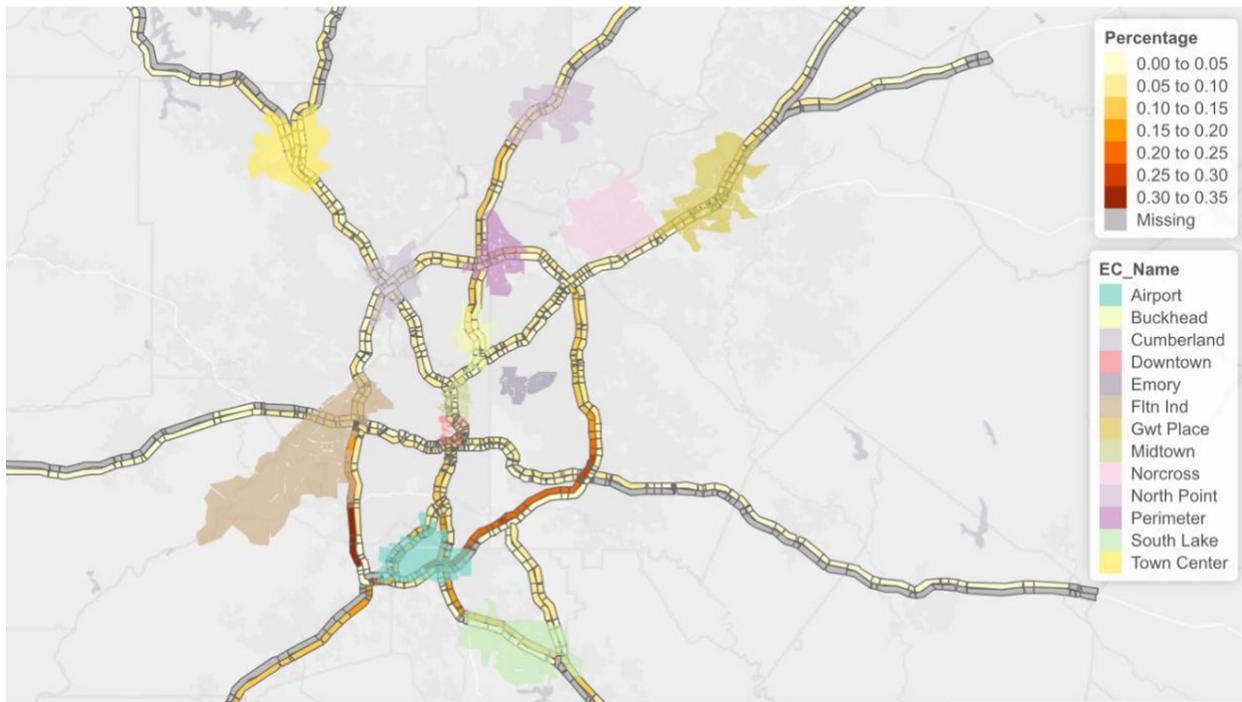 Percentage
0.00 to 0.05
0.05 to 0.10
0.10 to 0.15
0.15 to 0.20
0.20 to 0.25
0.25 to 0.30
0.30 to 0.35
Missing
EC_Name
Airport
Buckhead
Cumberland
Downtown
Emory
Fltn Ind
Gwt Place
Midtown
Norcross
North Point
Perimeter
South Lake
Town Center